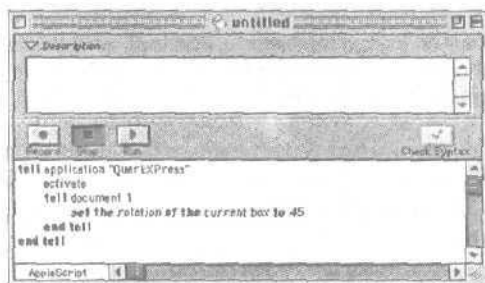 untitled
Description
Record Stop Run Check Syntax
tell application "QuarkXPress"
activate
tell document 1
set the rotation of the current box to 45
end tell
end tell
AppleScript